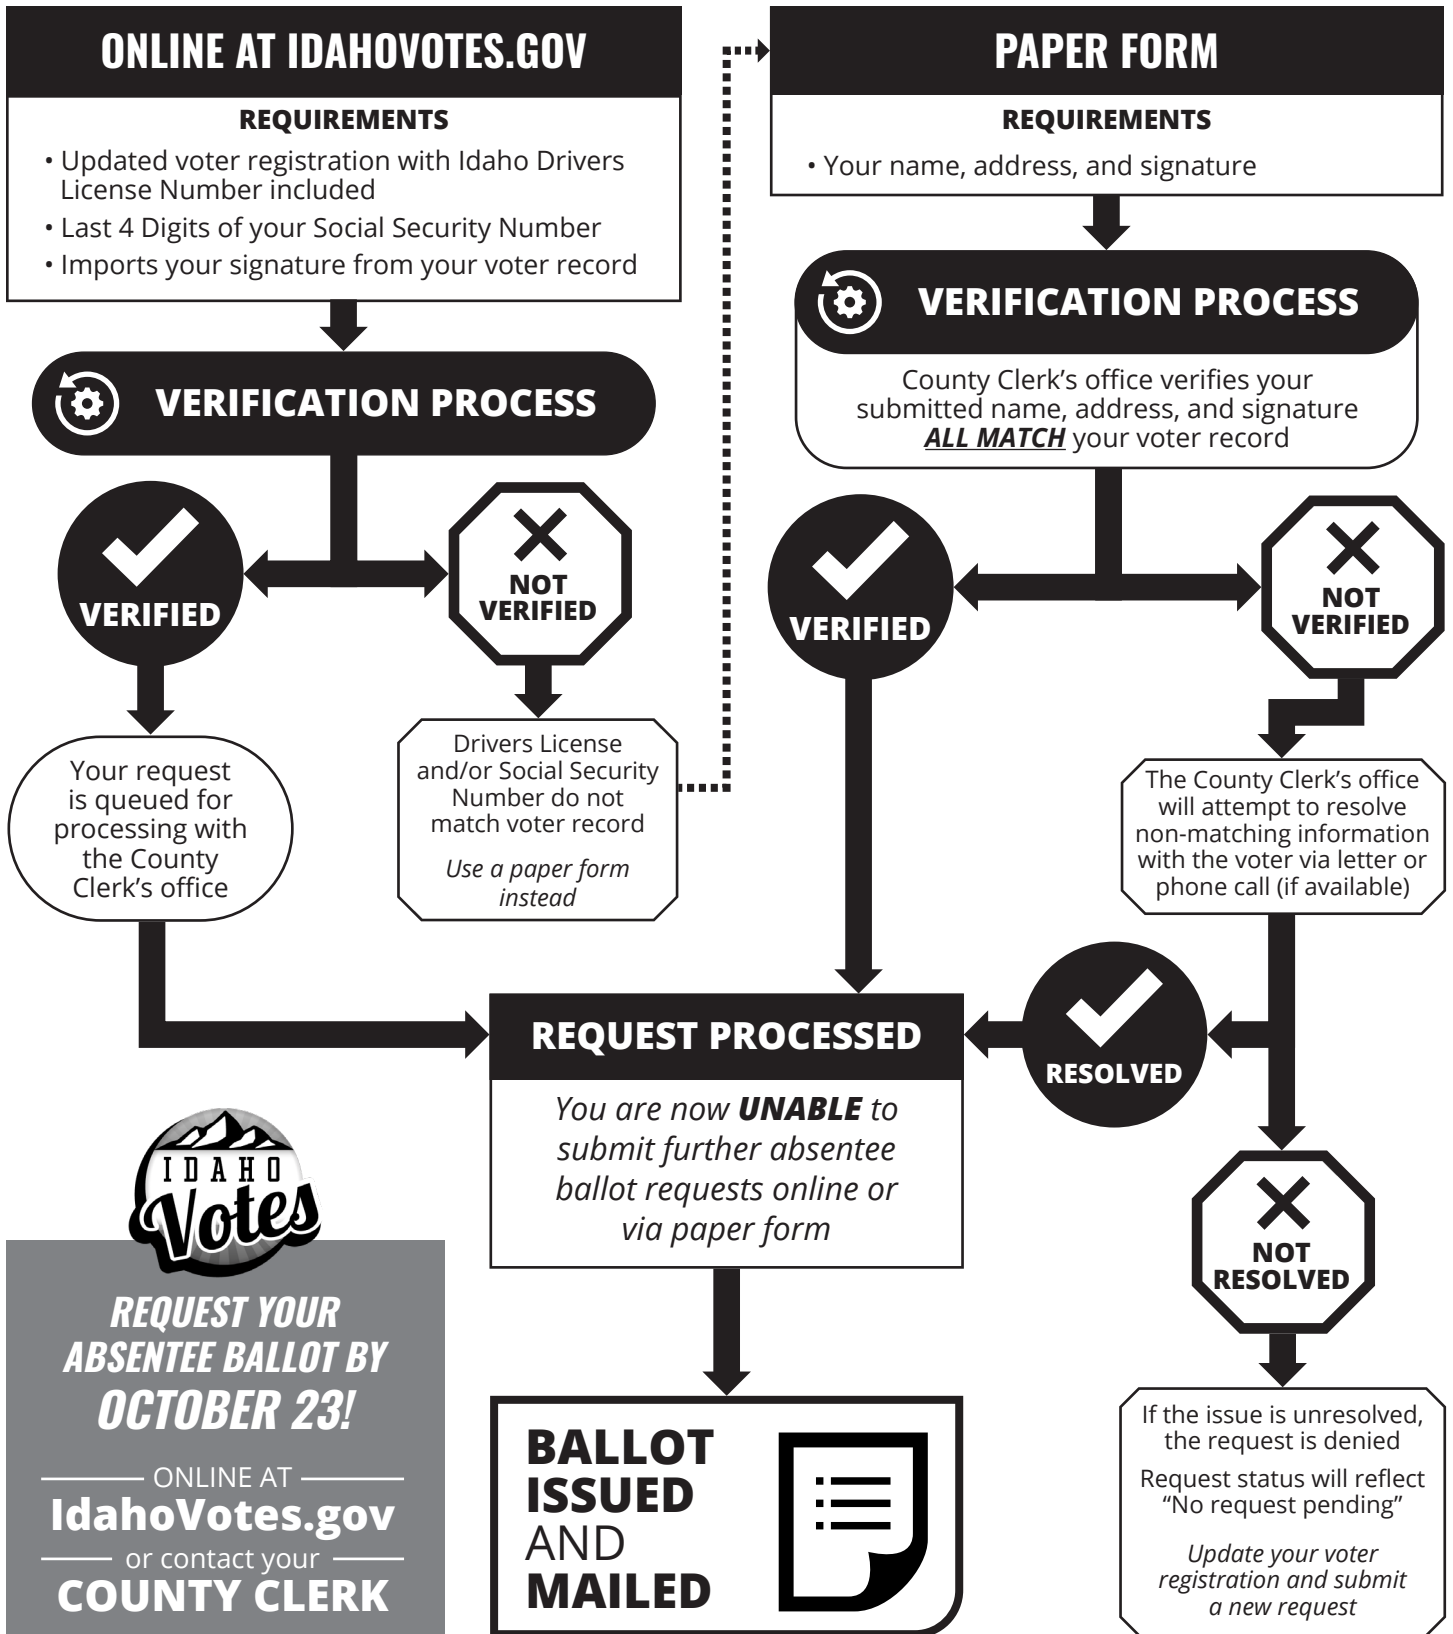 ONLINE AT IDAHOVOTES.GOV
REQUIREMENTS
• Updated voter registration with Idaho Drivers
License Number included
• Last 4 Digits of your Social Security Number
• Imports your signature from your voter record
VERIFICATION PROCESS
VERIFIED
NOT
VERIFIED
Your request
is queued for
processing with
the County
Clerk's office
Drivers License
and/or Social Security
Number do not
match voter record
Use a paper form
instead
PAPER FORM
REQUIREMENTS
• Your name, address, and signature
VERIFICATION PROCESS
County Clerk's office verifies your
submitted name, address, and signature
ALL MATCH your voter record
VERIFIED
NOT
VERIFIED
The County Clerk's office
will attempt to resolve
non-matching information
with the voter via letter or
phone call (if available)
RESOLVED
NOT
RESOLVED
If the issue is unresolved,
the request is denied
Request status will reflect
“No request pending”
Update your voter
registration and submit
a new request
REQUEST PROCESSED
You are now UNABLE to
submit further absentee
ballot requests online or
via paper form
BALLOT
ISSUED
AND
MAILED
IDAHO
Votes
REQUEST YOUR
ABSENTEE BALLOT BY
OCTOBER 23!
ONLINE AT
IdahoVotes.gov
or contact your
COUNTY CLERK